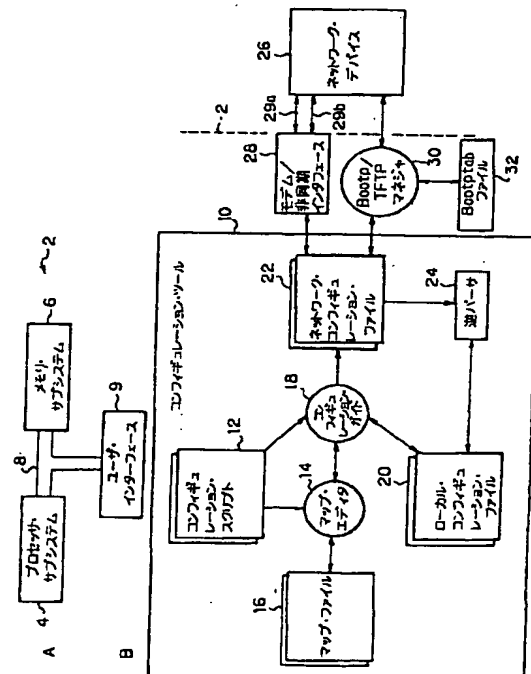 A
プロセッサ・
サブシステム
4
8
メモリ・
サブシステム
6
2
ユーザ・
インターフェース
9
B
コンフィギュレーション・ツール
10
コンフィギュ
レーション・
スクリプト
12
マップ・
エディタ
14
マップ・ファイル
16
コンフィギュ
レーション・
ガイド
18
ローカル・
コンフィギュ
レーション・
ファイル
20
ネットワーク・
コンフィギュ
レーション・
ファイル
22
逆パーサ
24
モデム/
非同期
インタフェース
28
29a
29b
2
ネットワーク・
デバイス
26
Bootp/
TFTP
マネジャ
30
Bootptab
ファイル
32